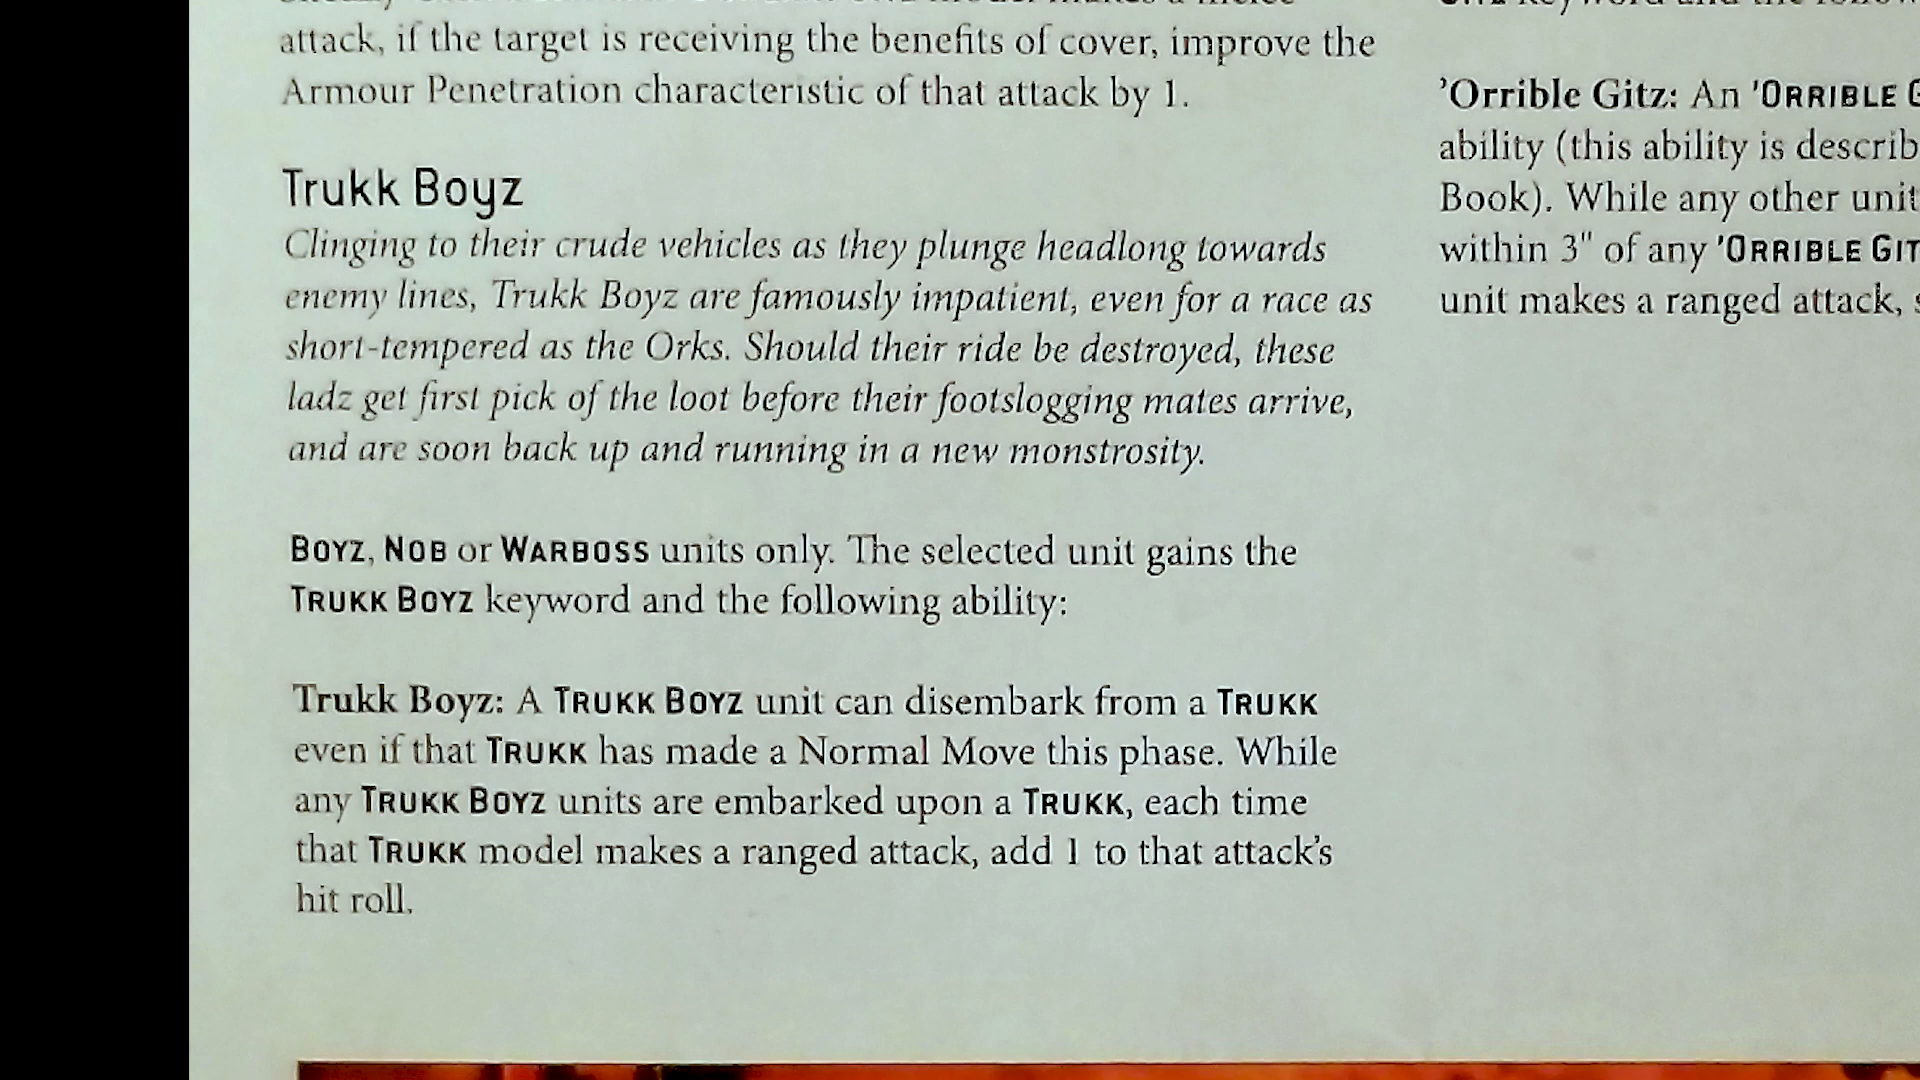 attack, if the target is receiving the benefits of cover, improve the
Armour Penetration characteristic of that attack by 1.
Trukk Boyz
Clinging to their crude vehicles as they plunge headlong towards
enemy lines, Trukk Boyz are famously impatient, even for a race as
short-tempered as the Orks. Should their ride be destroyed, these
ladz get first pick of the loot before their footslogging mates arrive,
and are soon back up and running in a new monstrosity.
BOYZ, NOB or WARBOSS units only. The selected unit gains the
TRUKK BOYZ keyword and the following ability:
Trukk Boyz: A TRUKK BOYZ unit can disembark from a TRUKK
even if that TRUKK has made a Normal Move this phase. While
any TRUKK BOYZ units are embarked upon a TRUKK, each time
that TRUKK model makes a ranged attack, add 1 to that attack's
hit roll.
'Orrible Gitz: An 'ORRIBLE G
ability (this ability is describ
Book). While any other unit
within 3" of any 'ORRIBLE GIT
unit makes a ranged attack, s